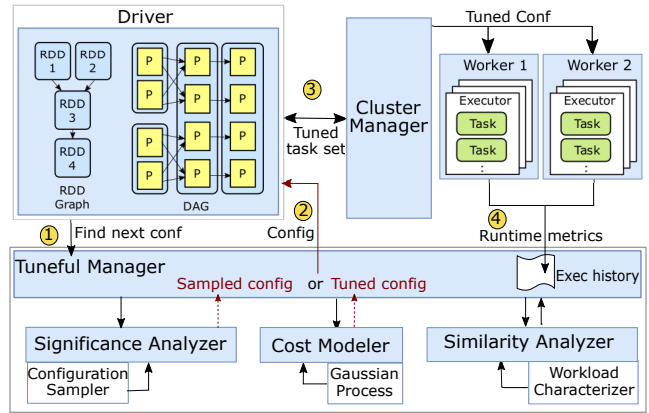 Driver
RDD
1
RDD
2
RDD
3
RDD
4
RDD
Graph
P
P
P
P
P
P
P
P
P
P
P
P
DAG
3
Tuned
task set
Cluster
Manager
Tuned Conf
Worker 1
Executor
Task
Task
:
Worker 2
Executor
Task
Task
:
1
Find next conf
2
Config
4
Runtime metrics
Tuneful Manager
Sampled config or Tuned config
Exec history
Significance Analyzer
Configuration
Sampler
Cost Modeler
Gaussian
Process
Similarity Analyzer
Workload
Characterizer